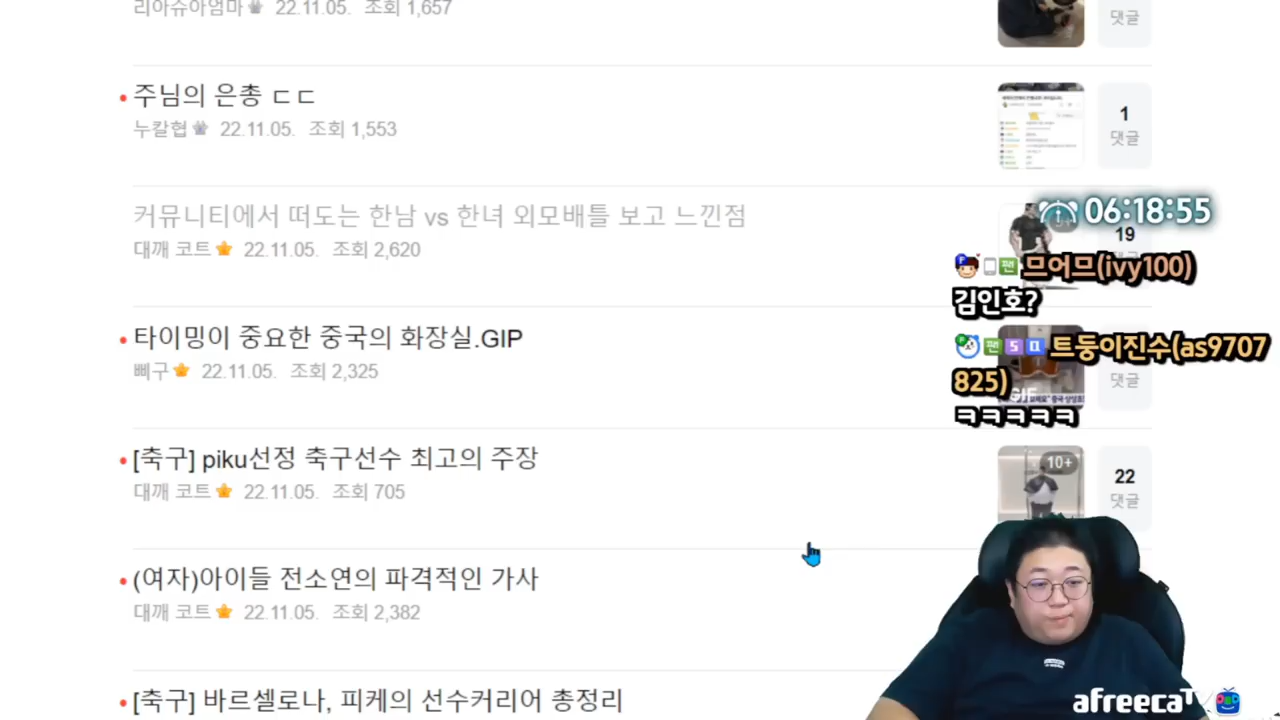 리아슈아엄마 22.11.05. 조회 1,657
댓글
주님의 은총 ㄷㄷ
누칼협 22.11.05. 조회 1,553
1
댓글
커뮤니티에서 떠도는 한남 vs 한녀 외모배틀 보고 느낀점
대깨 코트 22.11.05. 조회 2,620
06:18:55
19
므어므(ivy100)
김인호?
타이밍이 중요한 중국의 화장실.GIP
삐구 22.11.05. 조회 2,325
트둥이진수(as9707
825)
댓글
ㅋㅋㅋㅋㅋ
[축구] piku선정 축구선수 최고의 주장
대깨 코트 22.11.05. 조회 705
10+
22
댓글
(여자)아이들 전소연의 파격적인 가사
대깨 코트 22.11.05. 조회 2,382
[축구] 바르셀로나, 피케의 선수커리어 총정리
afreecaTV